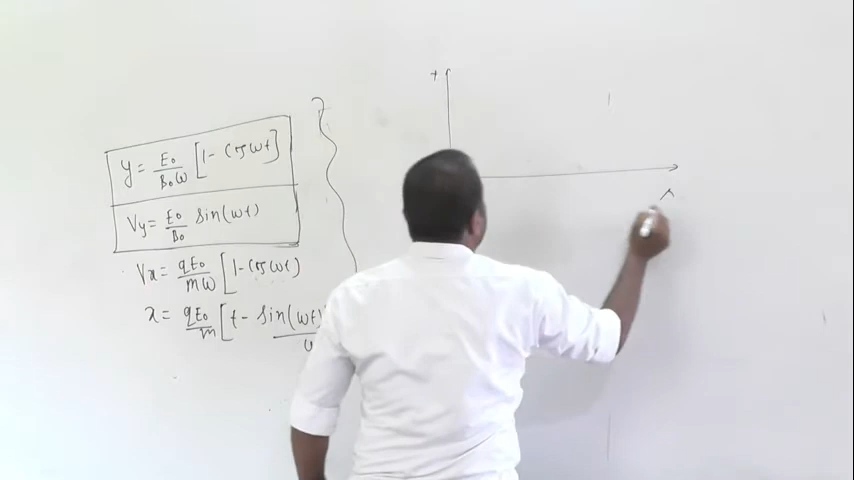 y = E₀/B₀ω [1 - cos ωt]
Vy = E₀/B₀ sin(ωt)
Vx = qE₀/mω [1 - cos ωt)
x = qE₀/m [t - sin(ωt)/ω